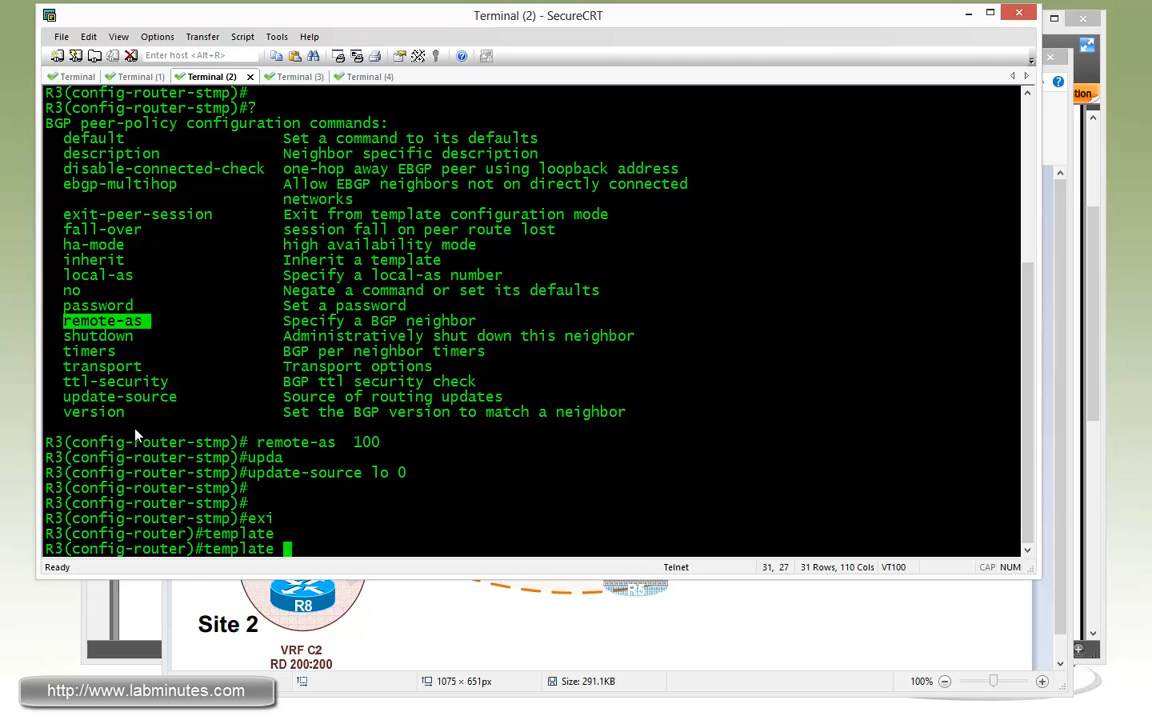 Terminal (2) - SecureCRT
File Edit View Options Transfer Script Tools Help
Enter host <Alt+R>
Terminal Terminal (1) Terminal (2) Terminal (3) Terminal (4)
R3(config-router-stmp)#
R3(config-router-stmp)#?
BGP peer-policy configuration commands:
default Set a command to its defaults
description Neighbor specific description
disable-connected-check one-hop away EBGP peer using loopback address
ebgp-multihop Allow EBGP neighbors not on directly connected
networks
exit-peer-session Exit from template configuration mode
fall-over session fall on peer route lost
ha-mode high availability mode
inherit Inherit a template
local-as Specify a local-as number
no Negate a command or set its defaults
password Set a password
remote-as Specify a BGP neighbor
shutdown Administratively shut down this neighbor
timers BGP per neighbor timers
transport Transport options
ttl-security BGP ttl security check
update-source Source of routing updates
version Set the BGP version to match a neighbor
R3(config-router-stmp)# remote-as  100
R3(config-router-stmp)#upda
R3(config-router-stmp)#update-source lo 0
R3(config-router-stmp)#
R3(config-router-stmp)#
R3(config-router-stmp)#exi
R3(config-router)#template
R3(config-router)#template
Ready Telnet 31, 27 31 Rows, 110 Cols VT100 CAP NUM
R8
Site 2
VRF C2
RD 200:200
1075 × 651px Size: 291.1KB 100%
http://www.labminutes.com